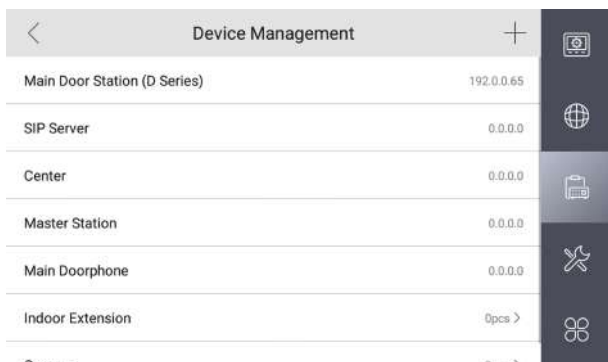 Device Management
Main Door Station (D Series) 192.0.0.65
SIP Server 0.0.0.0
Center 0.0.0.0
Master Station 0.0.0.0
Main Doorphone 0.0.0.0
Indoor Extension 0pcs >